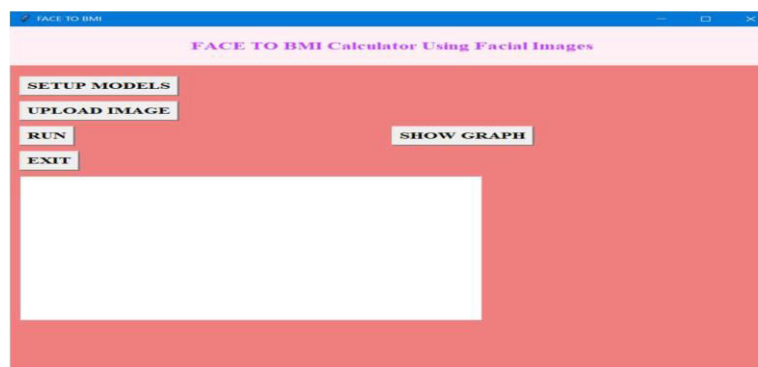 FACE TO BMI
FACE TO BMI Calculator Using Facial Images
SETUP MODELS
UPLOAD IMAGE
RUN
SHOW GRAPH
EXIT